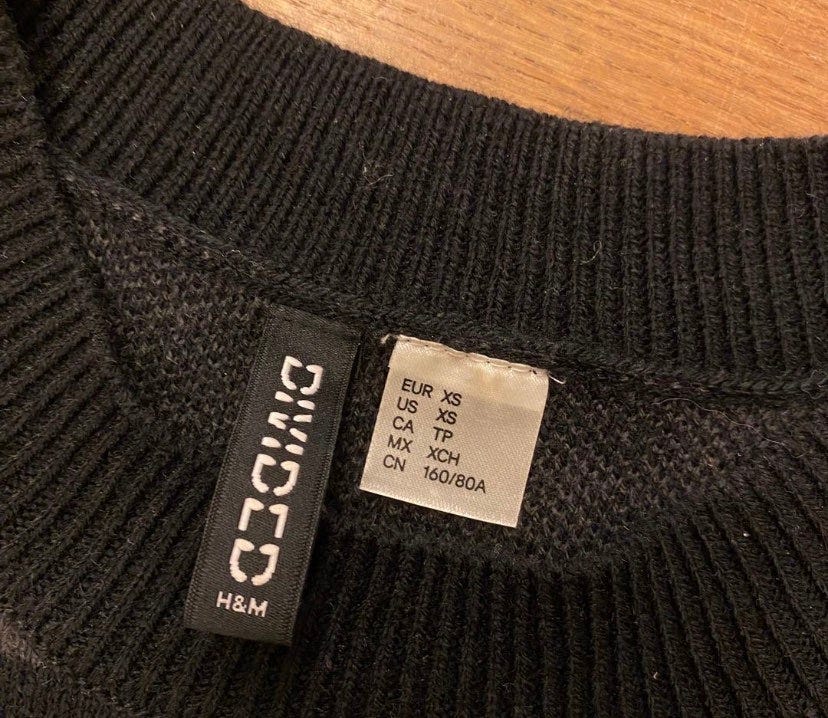 DIVIDED
H&M
EUR XS
US XS
CA TP
MX XCH
CN 160/80A